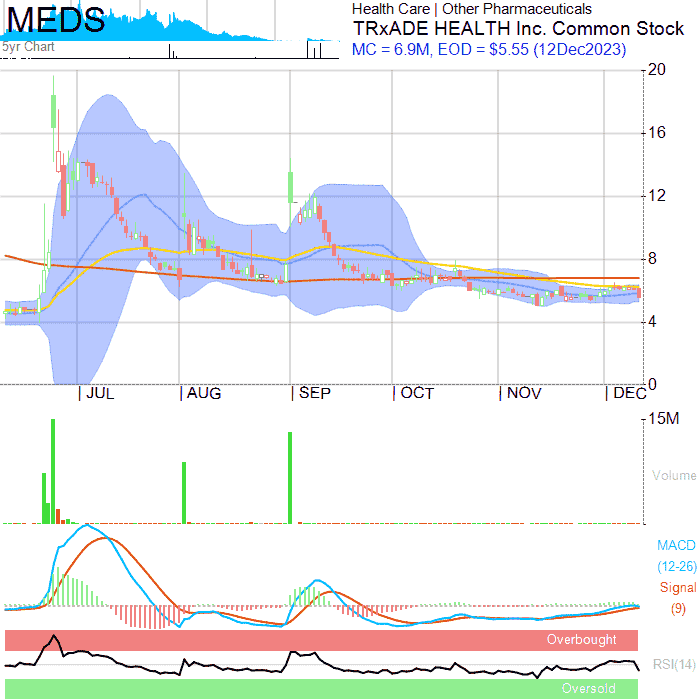 MEDS
5yr Chart
Health Care | Other Pharmaceuticals
TRxADE HEALTH Inc. Common Stock
MC = 6.9M, EOD = $5.55 (12Dec2023)
20
16
12
8
4
0
| JUL | AUG | SEP | OCT | NOV | DEC
15M
Volume
MACD
(12-26)
Signal
(9)
Overbought
RSI(14)
Oversold